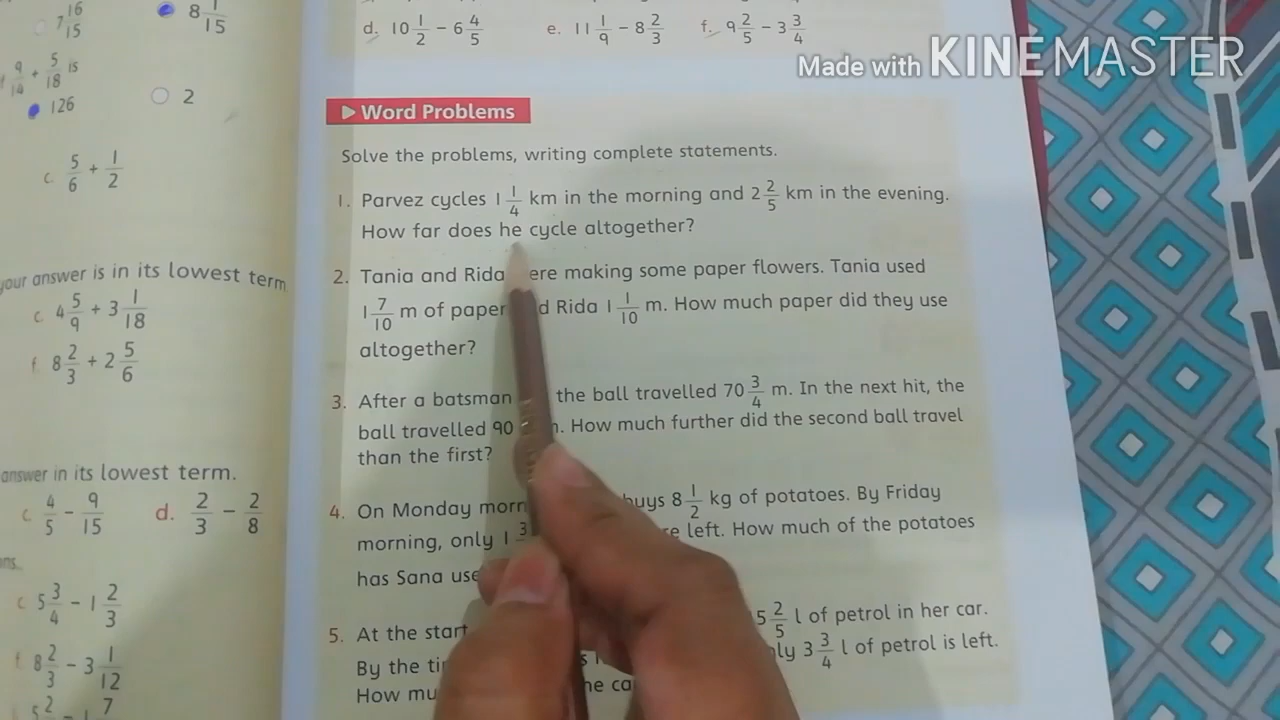 7 16/15
8 1/15
9/14 + 5/18 is
126
2
c. 5/6 + 1/2
your answer is in its lowest term
c. 4 5/9 + 3 1/18
f. 8 2/3 + 2 5/6
answer in its lowest term.
c. 4/5 - 9/15 d. 2/3 - 2/8
c 5 3/4 - 1 2/3
f. 8 2/3 - 3 1/12
d. 10 1/2 - 6 4/5 e. 11 1/9 - 8 2/3 f. 9 2/5 - 3 3/4
Made with KINEMASTER
Word Problems
Solve the problems, writing complete statements.
1. Parvez cycles 1 1/4 km in the morning and 2 2/5 km in the evening.
How far does he cycle altogether?
2. Tania and Rida ere making some paper flowers. Tania used
1 7/10 m of paper d Rida 1 1/10 m. How much paper did they use
altogether?
3. After a batsman the ball travelled 70 3/4 m. In the next hit, the
ball travelled 90 . How much further did the second ball travel
than the first?
4. On Monday morn buys 8 1/2 kg of potatoes. By Friday
morning, only 1 3 re left. How much of the potatoes
has Sana use
5. At the start 5 2/5 l of petrol in her car.
By the ti ly 3 3/4 l of petrol is left.
How mu he ca